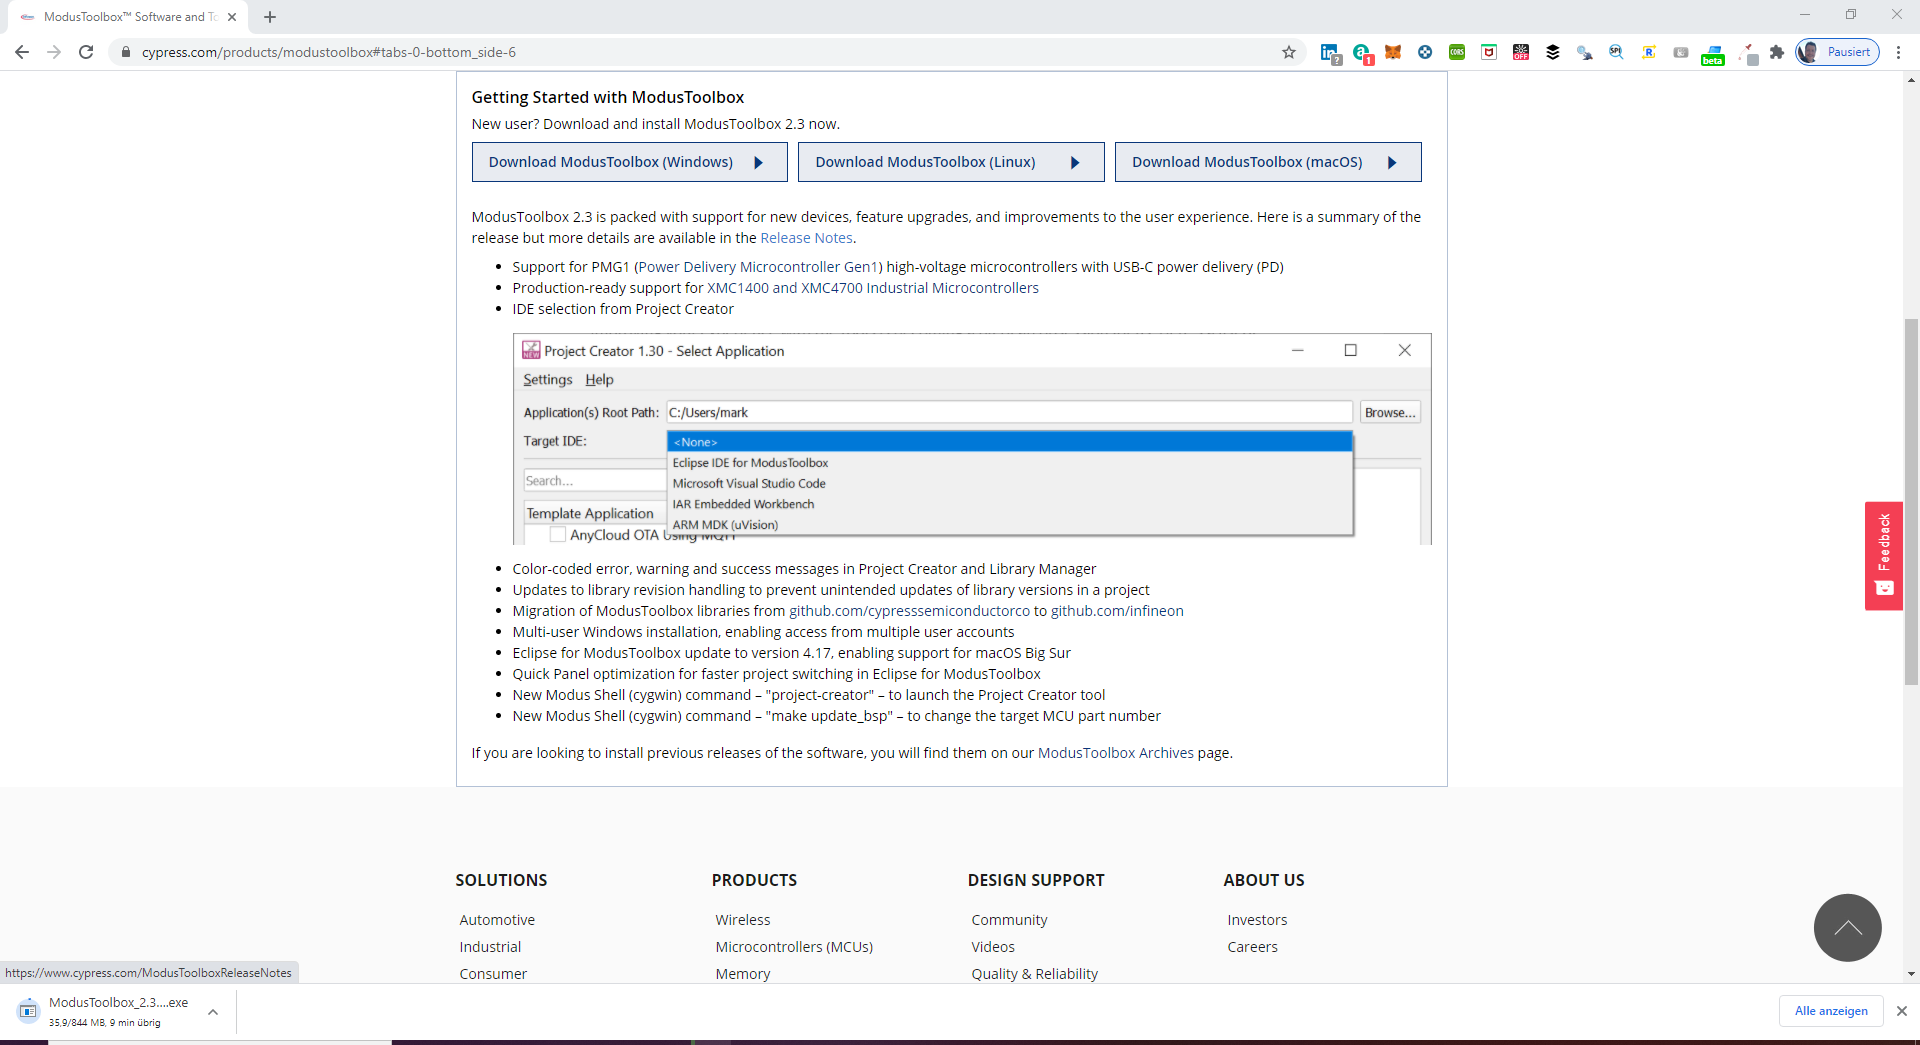 ModusToolbox™ Software and To
cypress.com/products/modustoolbox#tabs-0-bottom_side-6
?
1
CORS
OFF
SPI
R
beta
Pausiert
Getting Started with ModusToolbox
New user? Download and install ModusToolbox 2.3 now.
Download ModusToolbox (Windows)
Download ModusToolbox (Linux)
Download ModusToolbox (macOS)
ModusToolbox 2.3 is packed with support for new devices, feature upgrades, and improvements to the user experience. Here is a summary of the
release but more details are available in the Release Notes.
• Support for PMG1 (Power Delivery Microcontroller Gen1) high-voltage microcontrollers with USB-C power delivery (PD)
• Production-ready support for XMC1400 and XMC4700 Industrial Microcontrollers
• IDE selection from Project Creator
NEW
Project Creator 1.30 - Select Application
Settings Help
Application(s) Root Path: C:/Users/mark Browse...
Target IDE: <None>
Eclipse IDE for ModusToolbox
Search...
Microsoft Visual Studio Code
IAR Embedded Workbench
Template Application
ARM MDK (uVision)
AnyCloud OTA Using MQTT
• Color-coded error, warning and success messages in Project Creator and Library Manager
• Updates to library revision handling to prevent unintended updates of library versions in a project
• Migration of ModusToolbox libraries from github.com/cypresssemiconductorco to github.com/infineon
• Multi-user Windows installation, enabling access from multiple user accounts
• Eclipse for ModusToolbox update to version 4.17, enabling support for macOS Big Sur
• Quick Panel optimization for faster project switching in Eclipse for ModusToolbox
• New Modus Shell (cygwin) command – "project-creator" – to launch the Project Creator tool
• New Modus Shell (cygwin) command – "make update_bsp" – to change the target MCU part number
If you are looking to install previous releases of the software, you will find them on our ModusToolbox Archives page.
Feedback
SOLUTIONS
Automotive
Industrial
Consumer
PRODUCTS
Wireless
Microcontrollers (MCUs)
Memory
DESIGN SUPPORT
Community
Videos
Quality & Reliability
ABOUT US
Investors
Careers
https://www.cypress.com/ModusToolboxReleaseNotes
ModusToolbox_2.3....exe
35,9/844 MB, 9 min übrig
Alle anzeigen